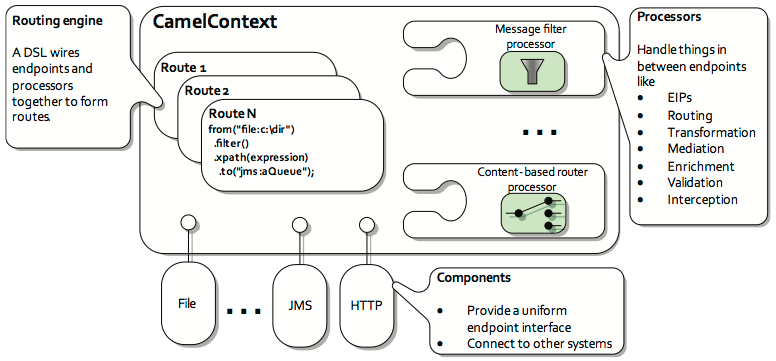 Routing engine
A DSL wires
endpoints and
processors
together to form
routes.
CamelContext
Route 1
Route 2
Route N
from("file:c:\dir")
.filter()
.xpath(expression)
.to("jms:aQueue");
Message filter
processor
...
Content-based router
processor
Processors
Handle things in
between endpoints
like
• EIPs
• Routing
• Transformation
• Mediation
• Enrichment
• Validation
• Interception
File
...
JMS
HTTP
Components
• Provide a uniform
endpoint interface
• Connect to other systems